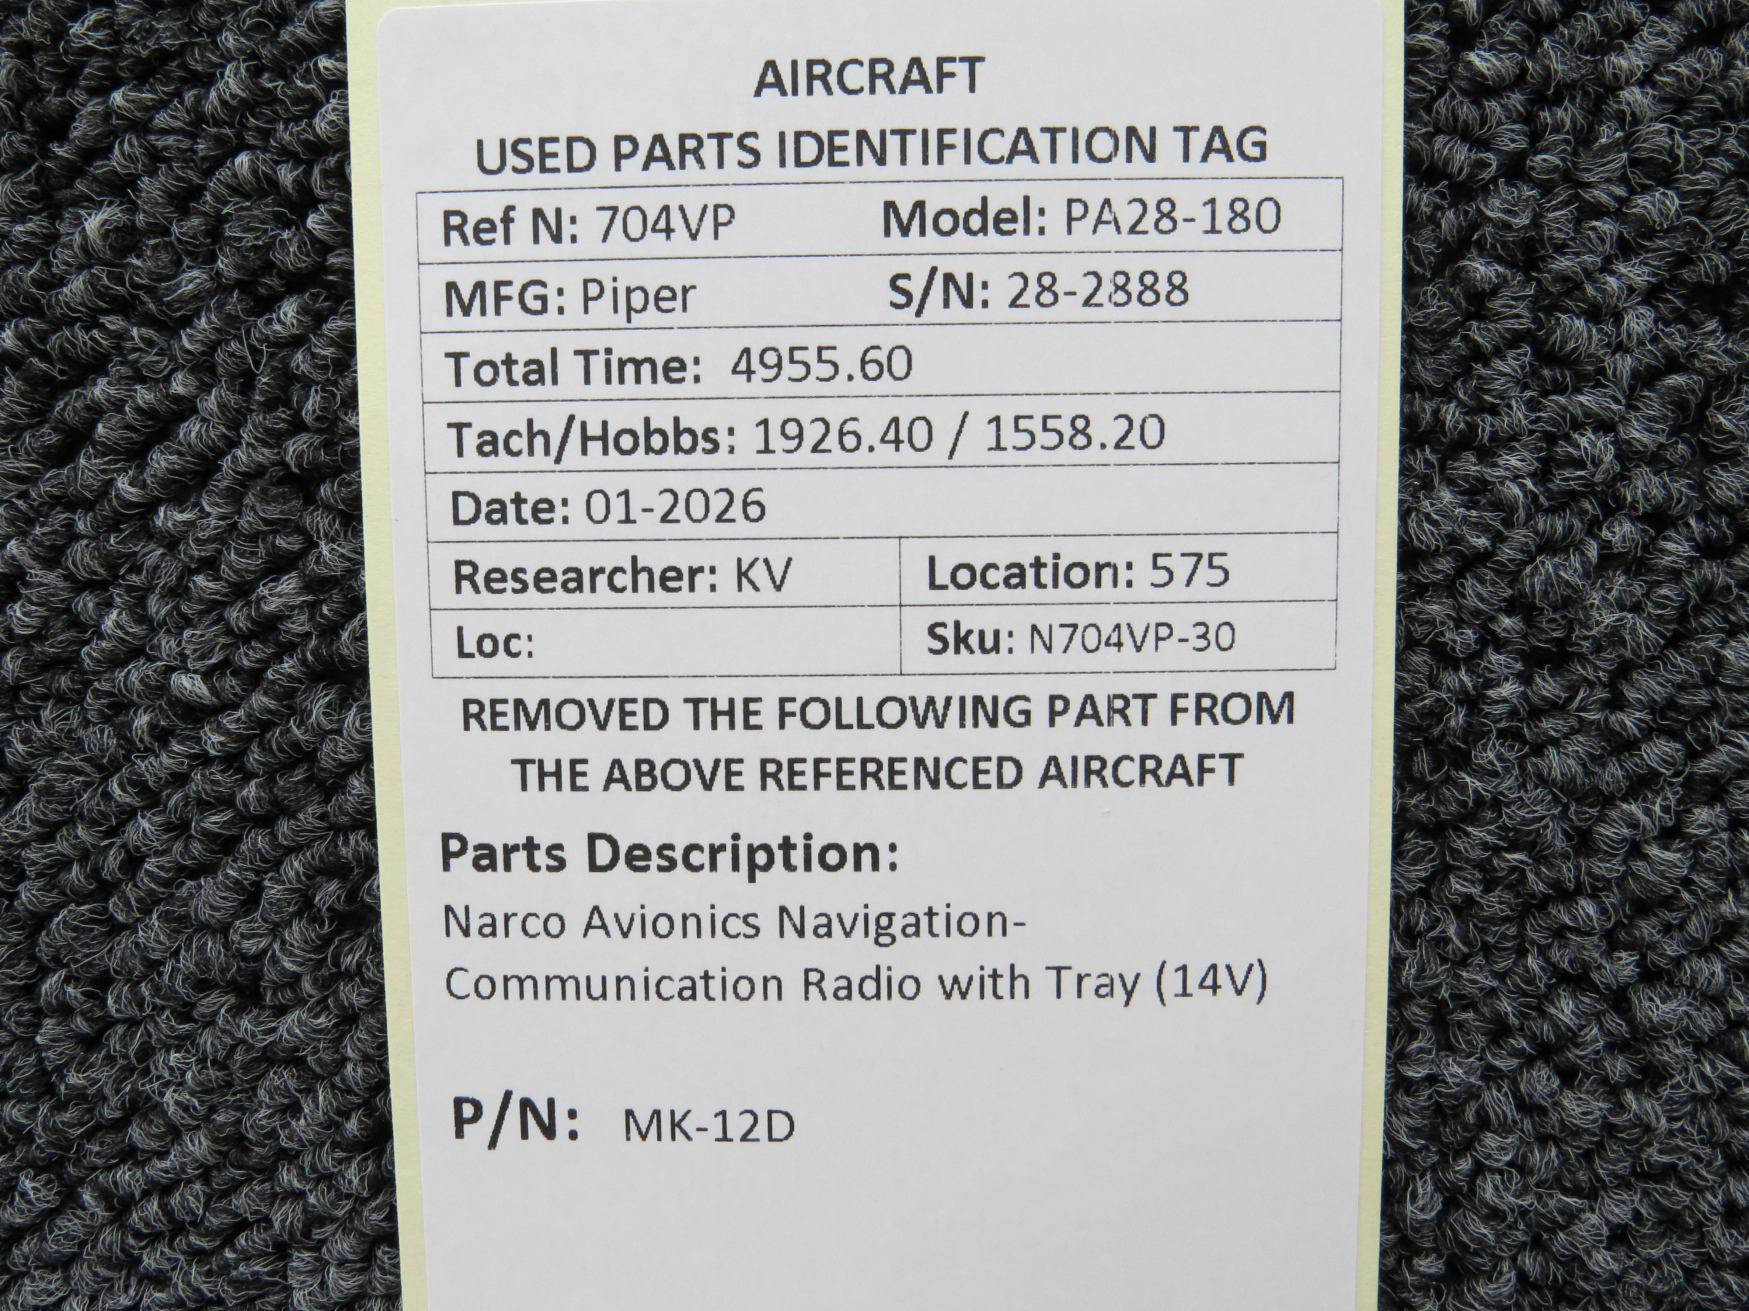 AIRCRAFT
USED PARTS IDENTIFICATION TAG
Ref N: 704VP Model: PA28-180
MFG: Piper S/N: 28-2888
Total Time: 4955.60
Tach/Hobbs: 1926.40 / 1558.20
Date: 01-2026
Researcher: KV Location: 575
Loc: Sku: N704VP-30
REMOVED THE FOLLOWING PART FROM
THE ABOVE REFERENCED AIRCRAFT
Parts Description:
Narco Avionics Navigation-
Communication Radio with Tray (14V)
P/N: MK-12D